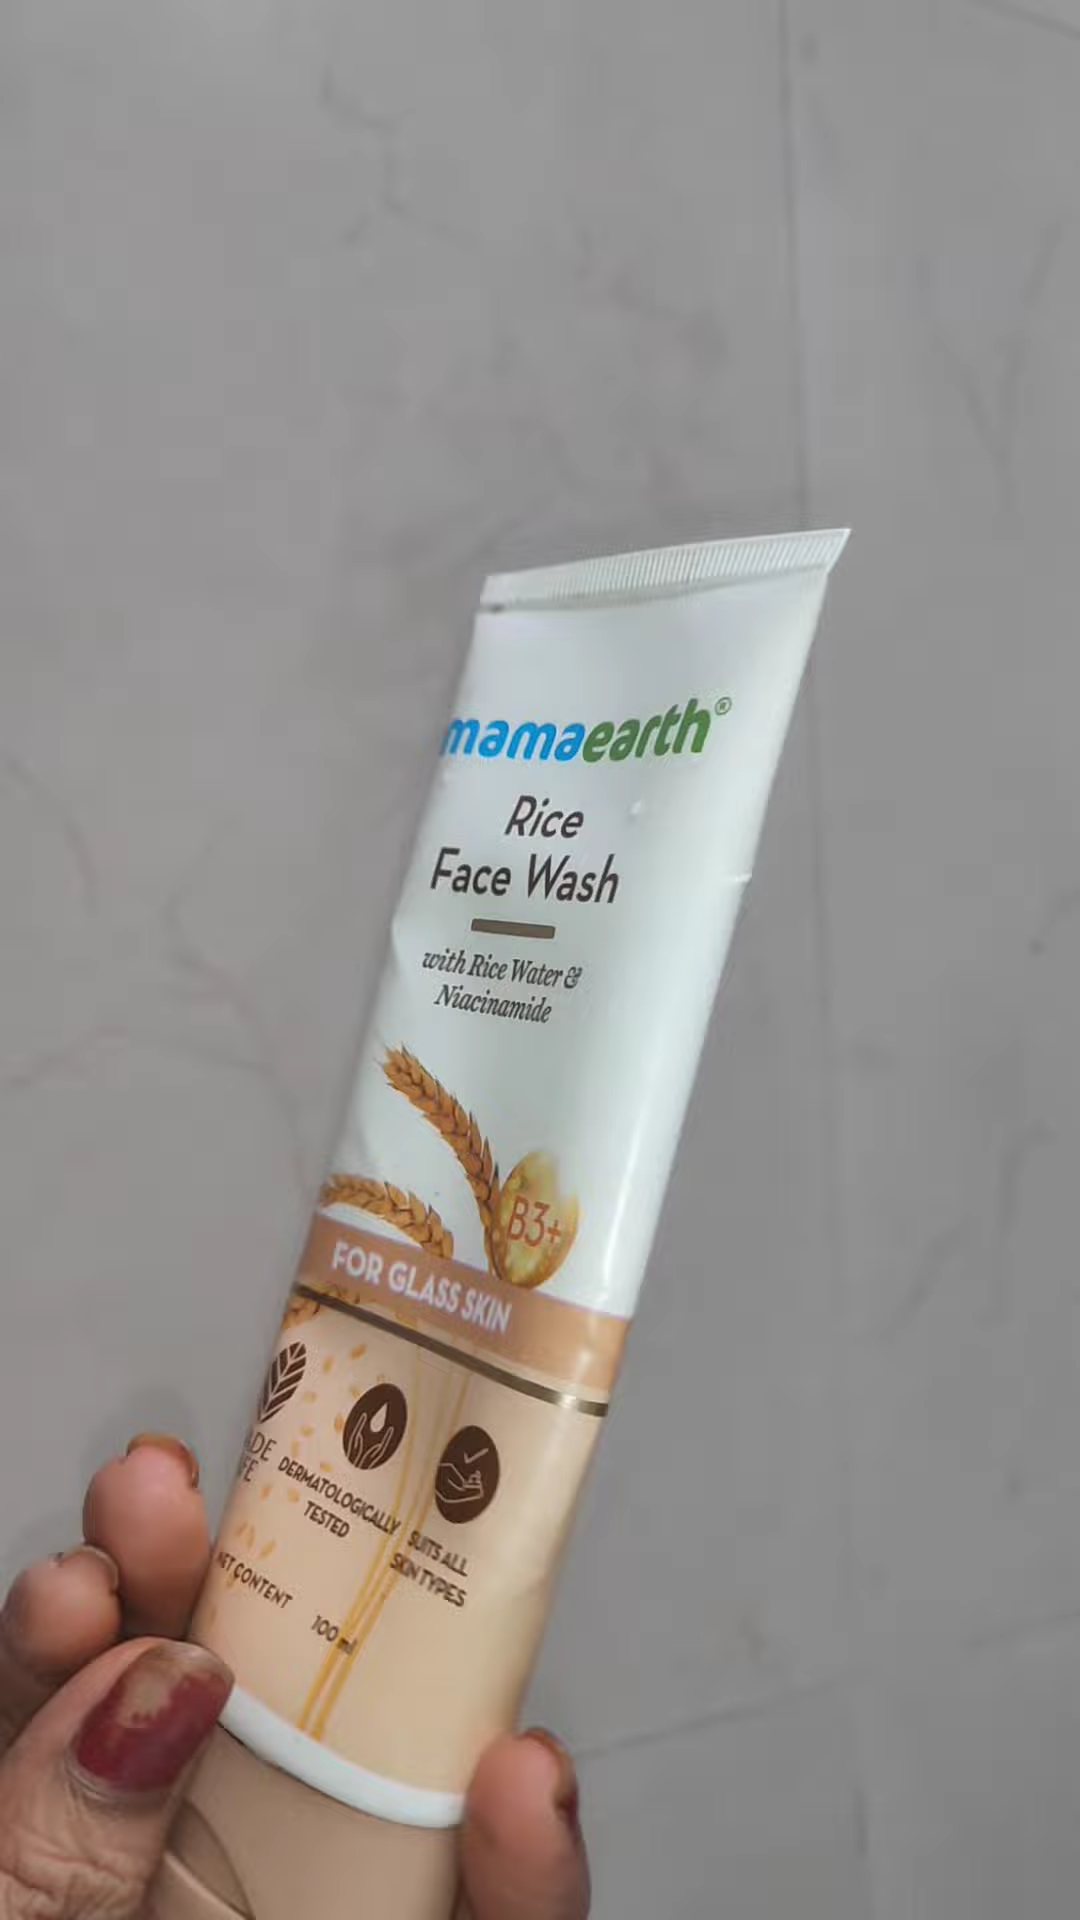 mamaearth®
Rice
Face Wash
with Rice Water &
Niacinamide
B3+
FOR GLASS SKIN
DERMATOLOGICALLY
TESTED
SUITS ALL
SKIN TYPES
NET CONTENT
100 ml